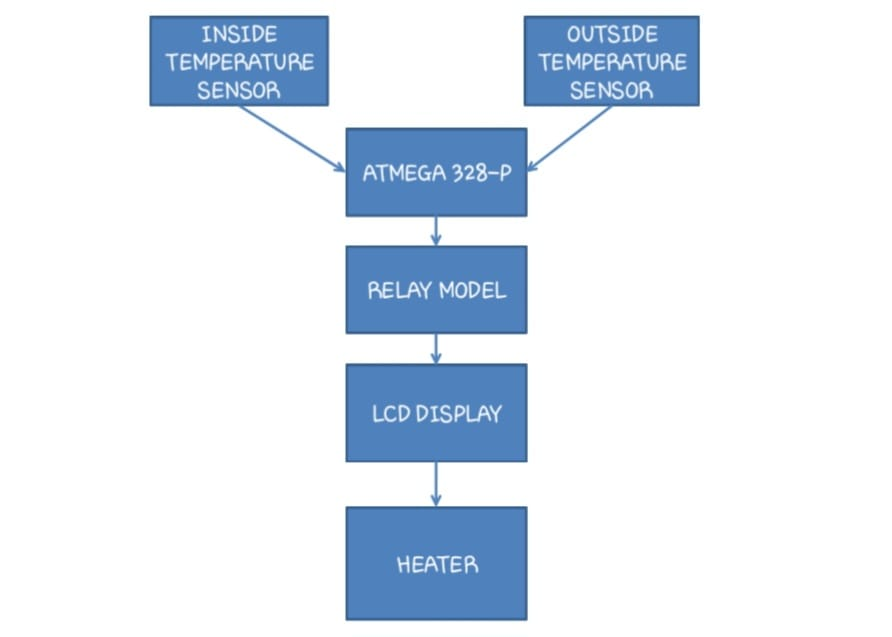 INSIDE
TEMPERATURE
SENSOR
OUTSIDE
TEMPERATURE
SENSOR
ATMEGA 328-P
RELAY MODEL
LCD DISPLAY
HEATER